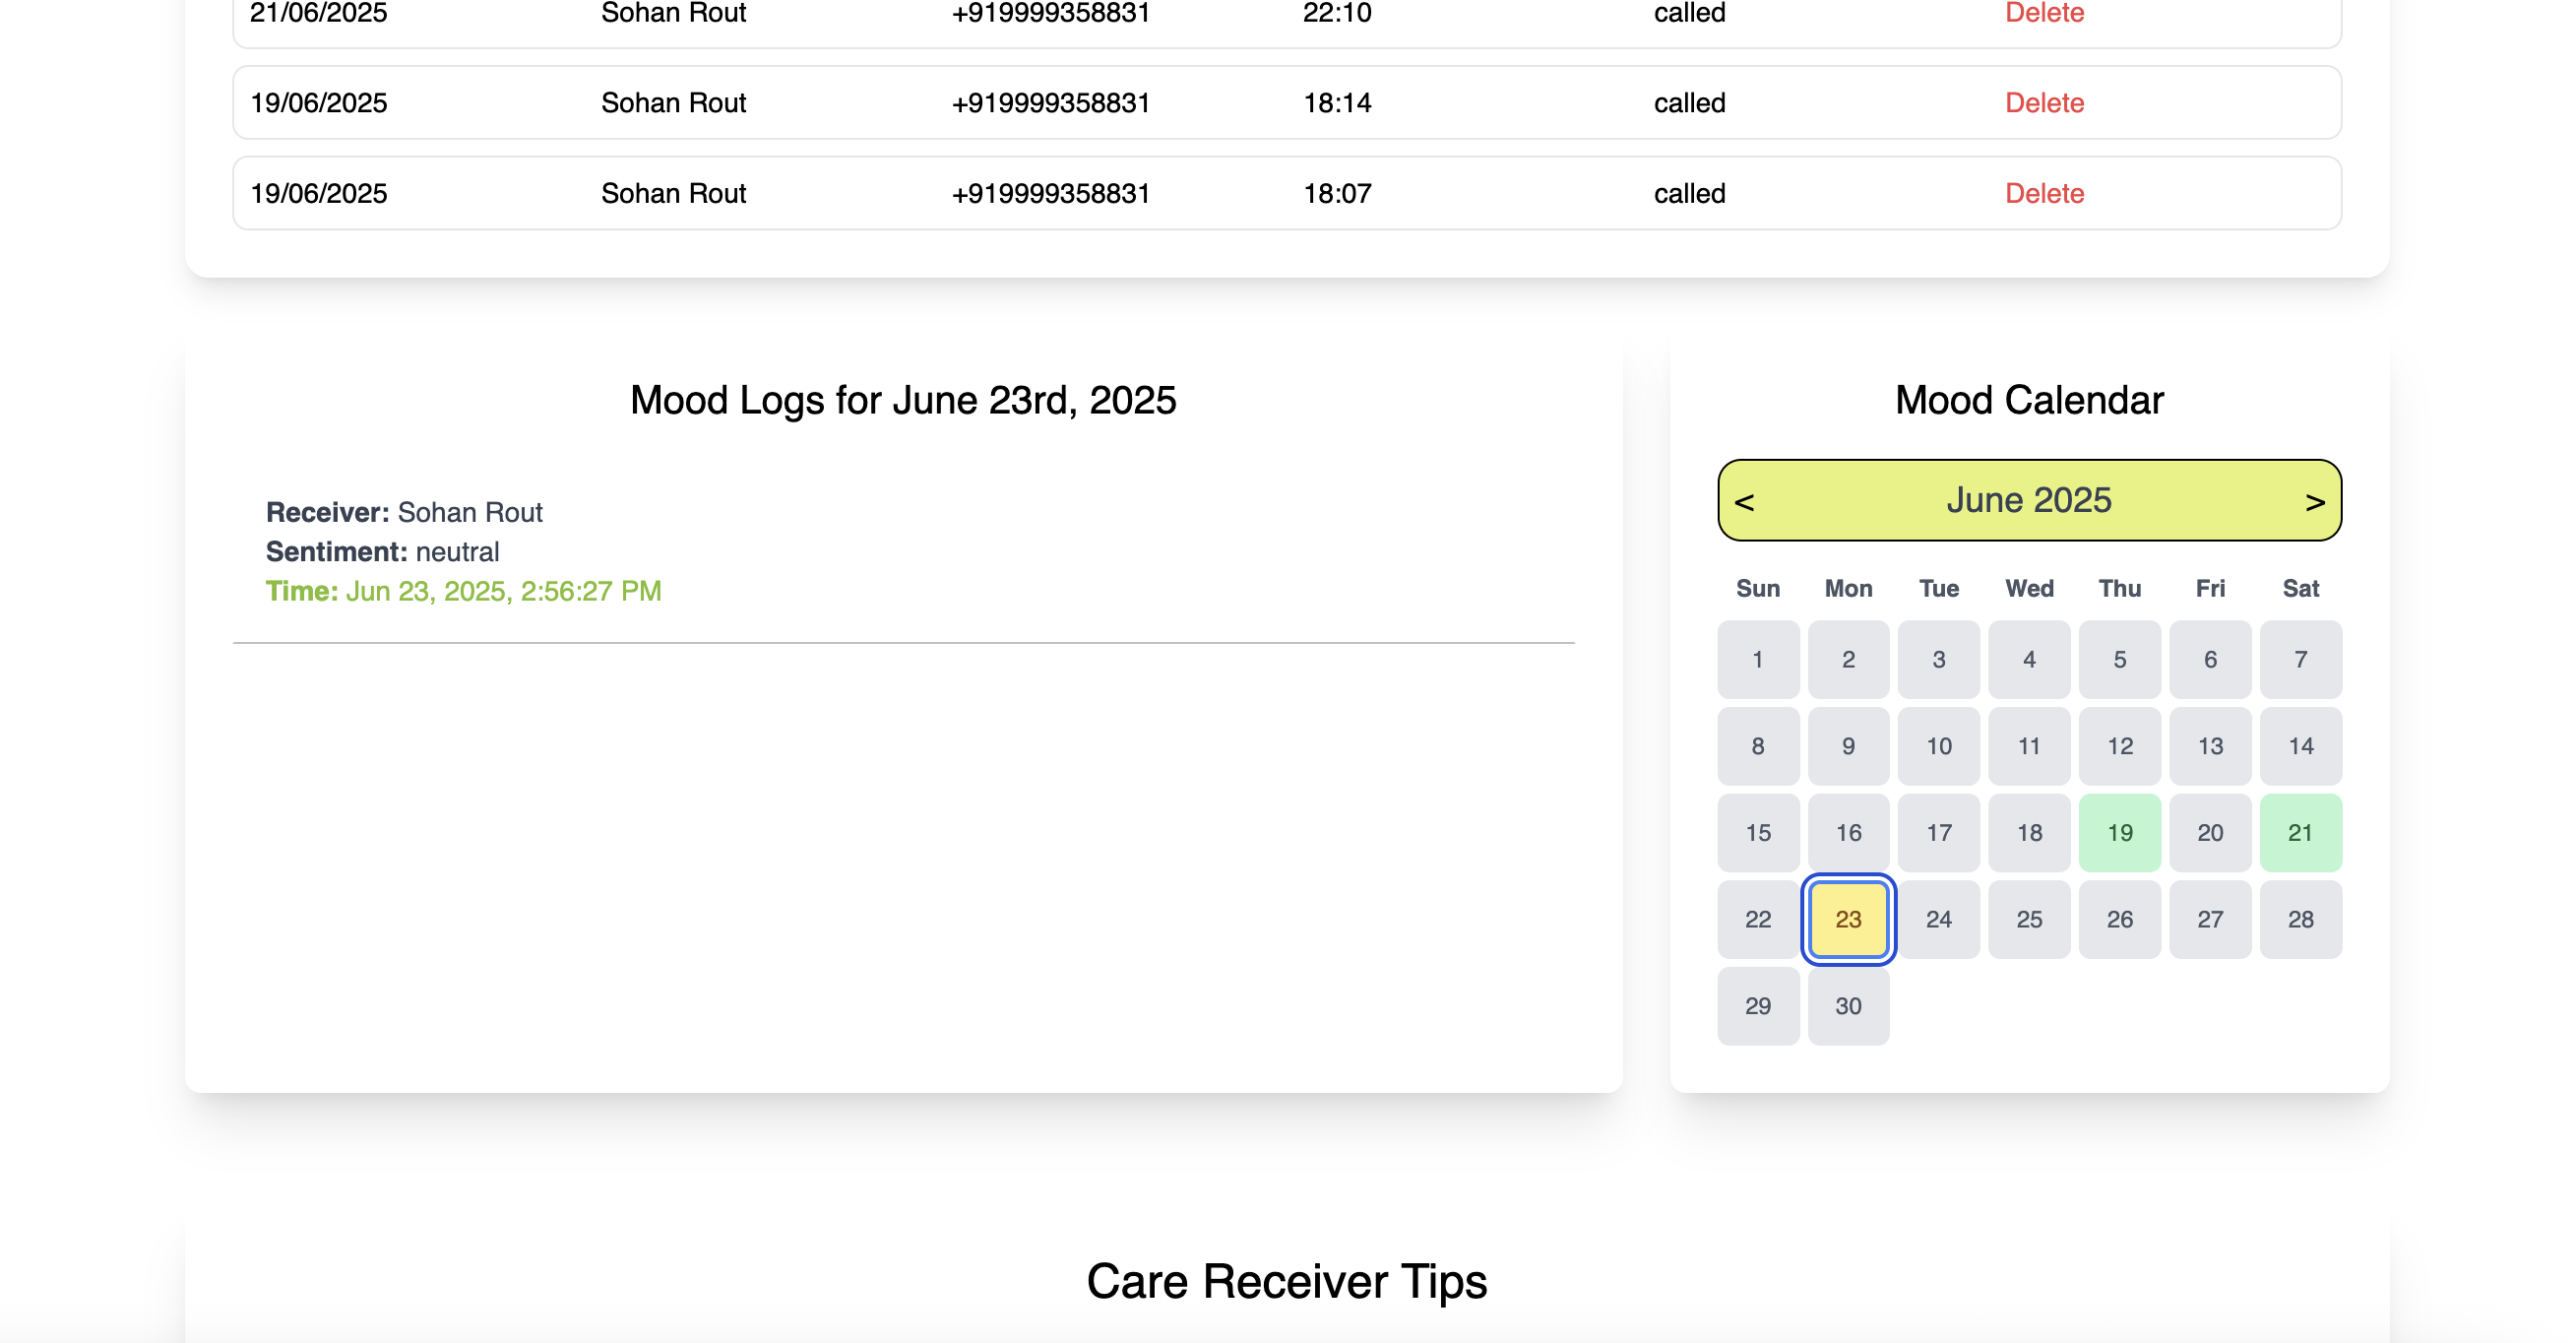 21/06/2025 Sohan Rout +919999358831 22:10 called Delete
19/06/2025 Sohan Rout +919999358831 18:14 called Delete
19/06/2025 Sohan Rout +919999358831 18:07 called Delete
Mood Logs for June 23rd, 2025
Receiver: Sohan Rout
Sentiment: neutral
Time: Jun 23, 2025, 2:56:27 PM
Mood Calendar
< June 2025 >
Sun Mon Tue Wed Thu Fri Sat
1 2 3 4 5 6 7
8 9 10 11 12 13 14
15 16 17 18 19 20 21
22 23 24 25 26 27 28
29 30
Care Receiver Tips